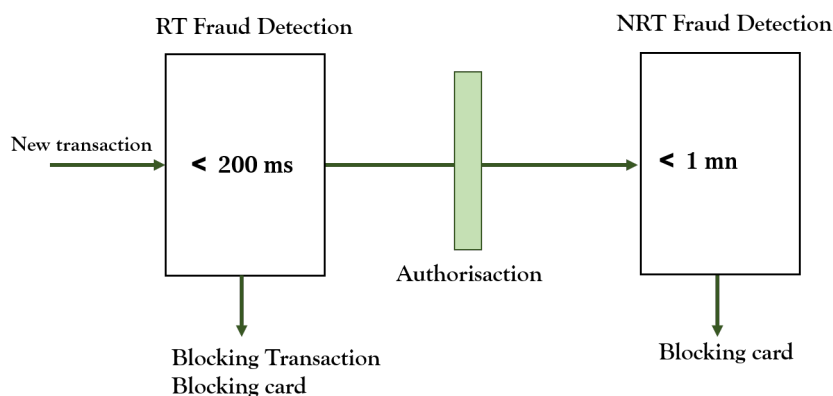 RT Fraud Detection
NRT Fraud Detection
New transaction
< 200 ms
< 1 mn
Authorisaction
Blocking Transaction
Blocking card
Blocking card